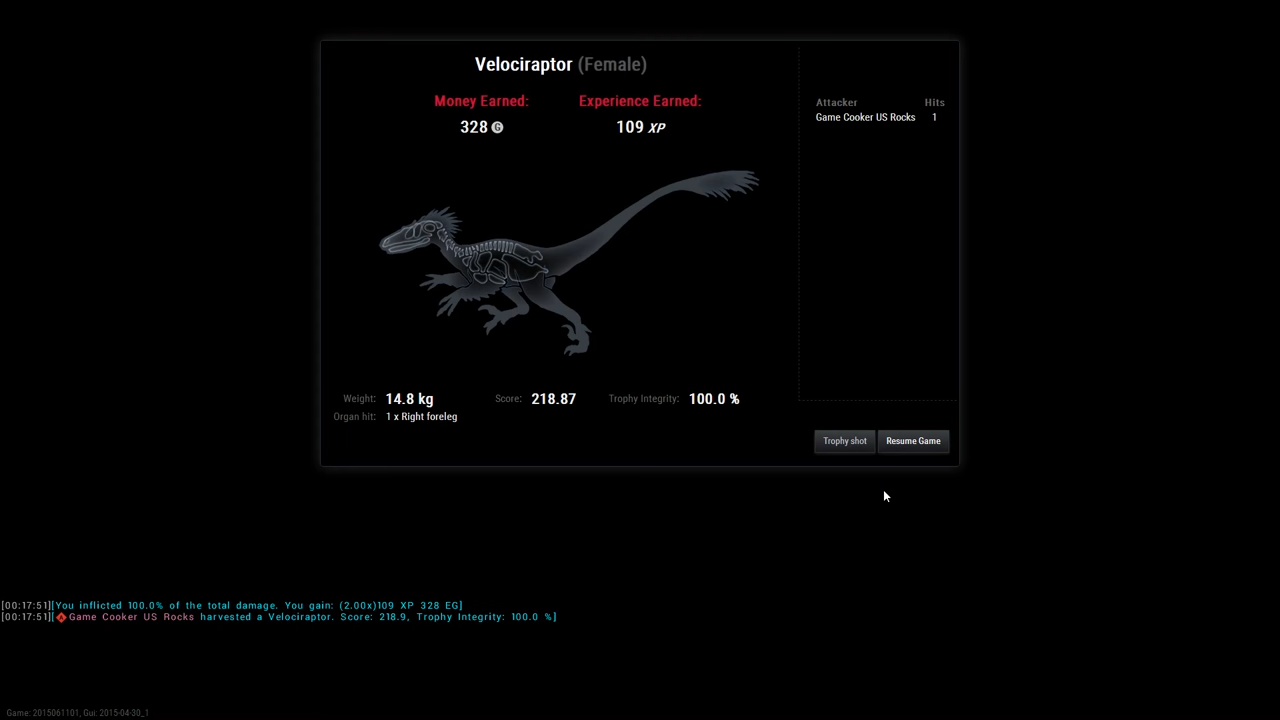 Velociraptor (Female)
Money Earned: Experience Earned:
328 G 109 XP
Attacker Hits
Game Cooker US Rocks 1
Weight: 14.8 kg Score: 218.87 Trophy Integrity: 100.0 %
Organ hit: 1 x Right foreleg
Trophy shot Resume Game
[00:17:51][You inflicted 100.0% of the total damage. You gain: (2.00x)109 XP 328 EG]
[00:17:51][Game Cooker US Rocks harvested a Velociraptor. Score: 218.9, Trophy Integrity: 100.0 %]
Game: 2015061101, Gui: 2015-04-30_1